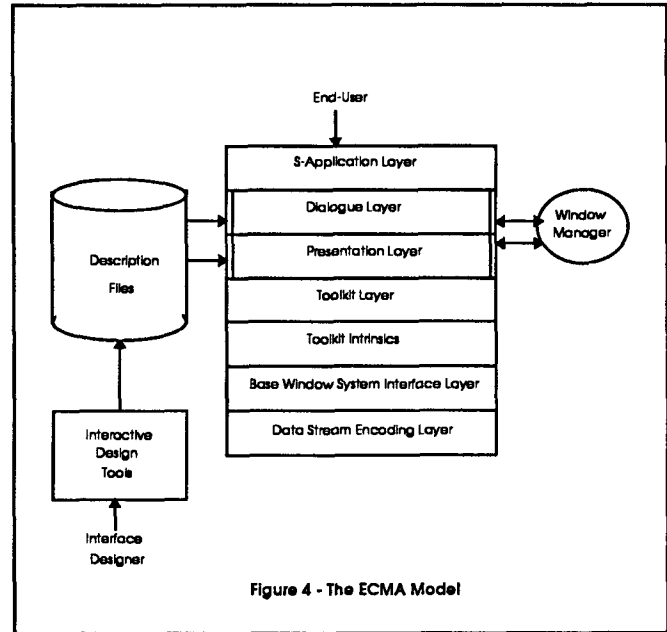 End-User
S-Application Layer
Dialogue Layer
Presentation Layer
Toolkit Layer
Toolkit Intrinsics
Base Window System Interface Layer
Data Stream Encoding Layer
Window
Manager
Description
Files
Interactive
Design
Tools
Interface
Designer
Figure 4 - The ECMA Model